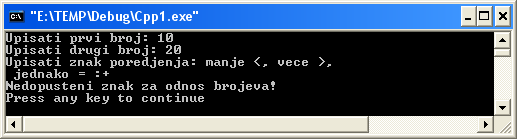 "E:\TEMP\Debug\Cpp1.exe"
Upisati prvi broj: 10
Upisati drugi broj: 20
Upisati znak poredjenja: manje <, vece >,
 jednako = :+
Nedopusteni znak za odnos brojeva!
Press any key to continue